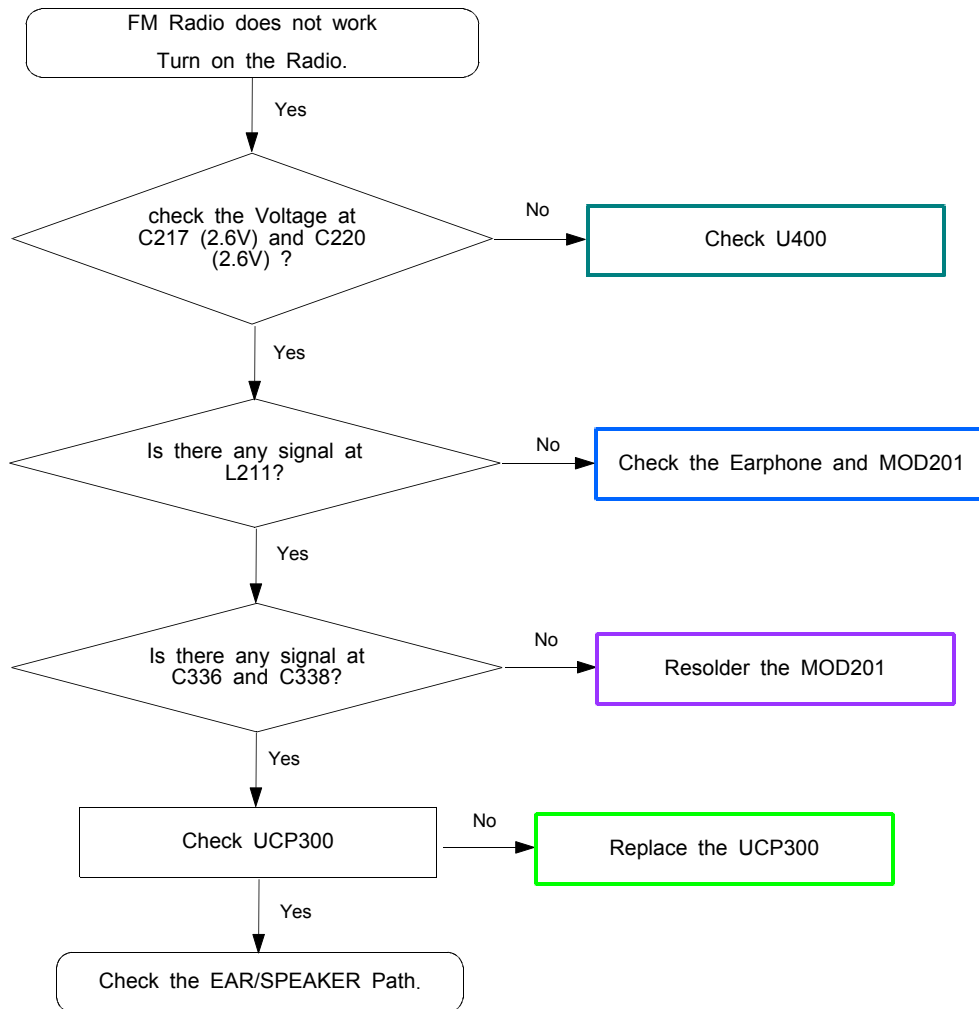 FM Radio does not work
Turn on the Radio.
Yes
check the Voltage at
C217 (2.6V) and C220
(2.6V) ?
No
Check U400
Yes
Is there any signal at
L211?
No
Check the Earphone and MOD201
Yes
Is there any signal at
C336 and C338?
No
Resolder the MOD201
Yes
Check UCP300
No
Replace the UCP300
Yes
Check the EAR/SPEAKER Path.